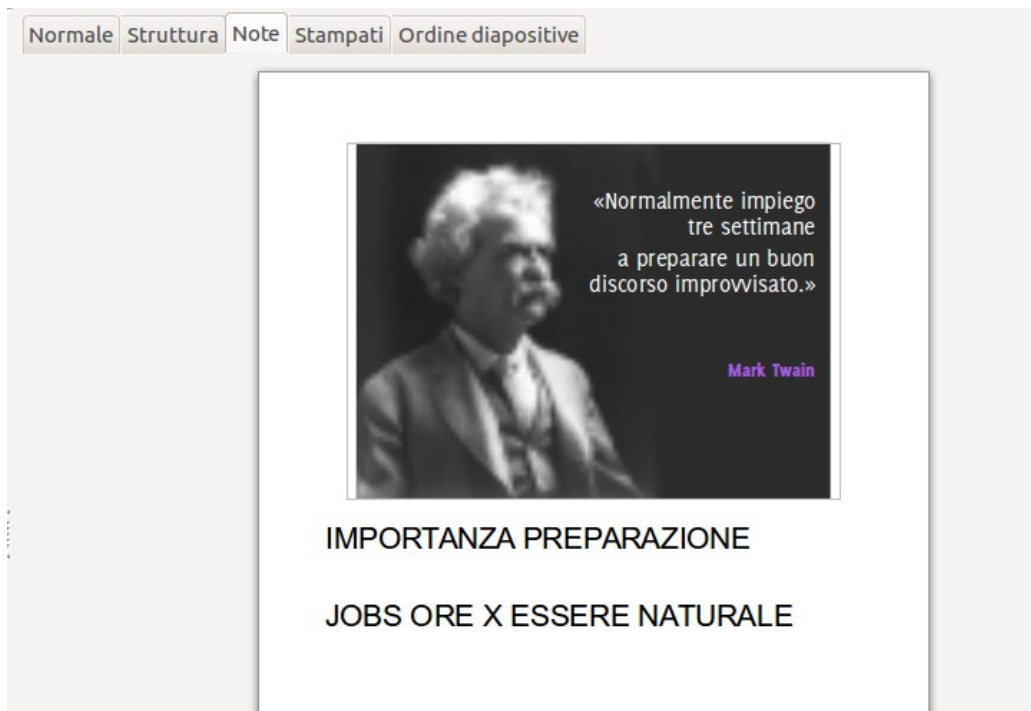 Normale Struttura Note Stampati Ordine diapositive
«Normalmente impiego
tre settimane
a preparare un buon
discorso improvvisato.»
Mark Twain
IMPORTANZA PREPARAZIONE
JOBS ORE X ESSERE NATURALE